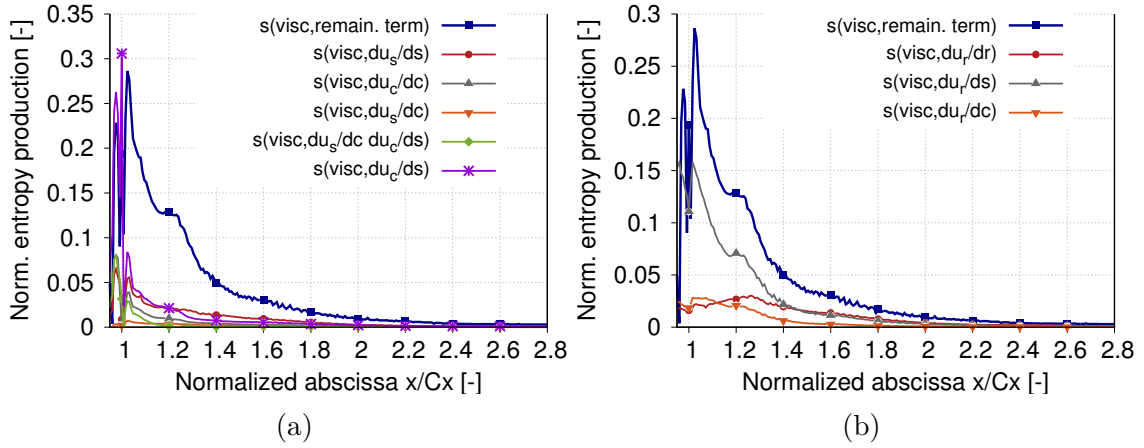 Norm. entropy production [-]
0.35
0.3
0.25
0.2
0.15
0.1
0.05
0
s(visc,remain. term)
s(visc,du_s/ds)
s(visc,du_c/dc)
s(visc,du_s/dc)
s(visc,du_s/dc du_c/ds)
s(visc,du_c/ds)
1 1.2 1.4 1.6 1.8 2 2.2 2.4 2.6 2.8
Normalized abscissa x/Cx [-]
(a)
Norm. entropy production [-]
0.3
0.25
0.2
0.15
0.1
0.05
0
s(visc,remain. term)
s(visc,du_r/dr)
s(visc,du_r/ds)
s(visc,du_r/dc)
1 1.2 1.4 1.6 1.8 2 2.2 2.4 2.6 2.8
Normalized abscissa x/Cx [-]
(b)